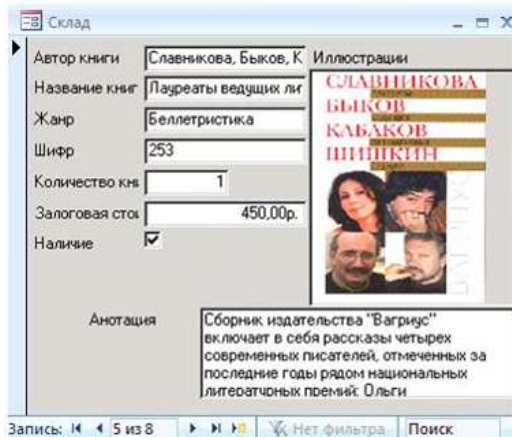 Склад
Автор книги Славникова, Быков, К
Название книг Лауреаты ведущих лит
Жанр Беллетристика
Шифр 253
Количество кни 1
Залоговая стои 450,00р.
Наличие
Иллюстрации
СЛАВНИКОВА
БЫКОВ
КАБАКОВ
ШИШКИН
Анотация
Сборник издательства "Вагриус"
включает в себя рассказы четырех
современных писателей, отмеченных за
последние годы рядом национальных
литературных премий: Ольги
Запись: 5 из 8 Нет фильтра Поиск